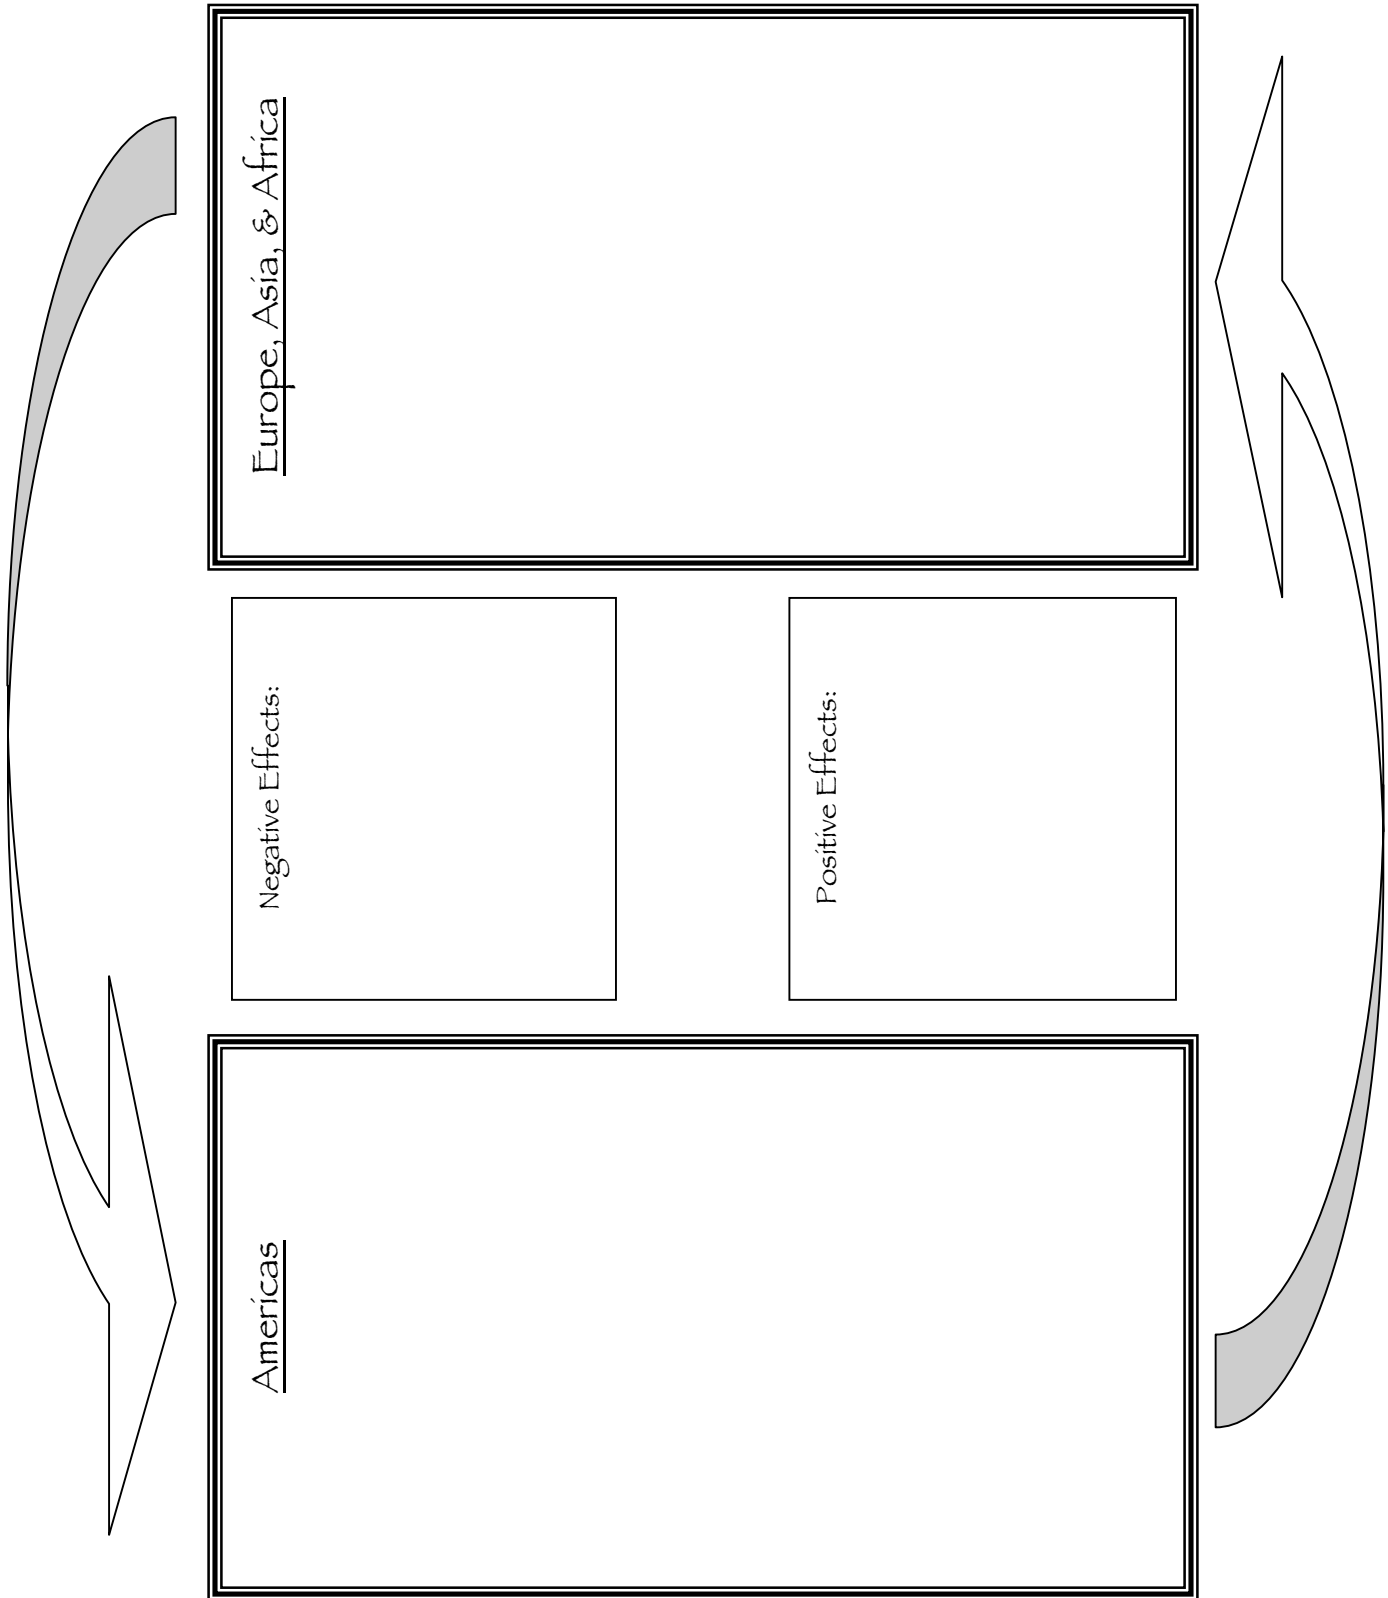 Americas
Negative Effects:
Positive Effects:
Europe, Asia, & Africa